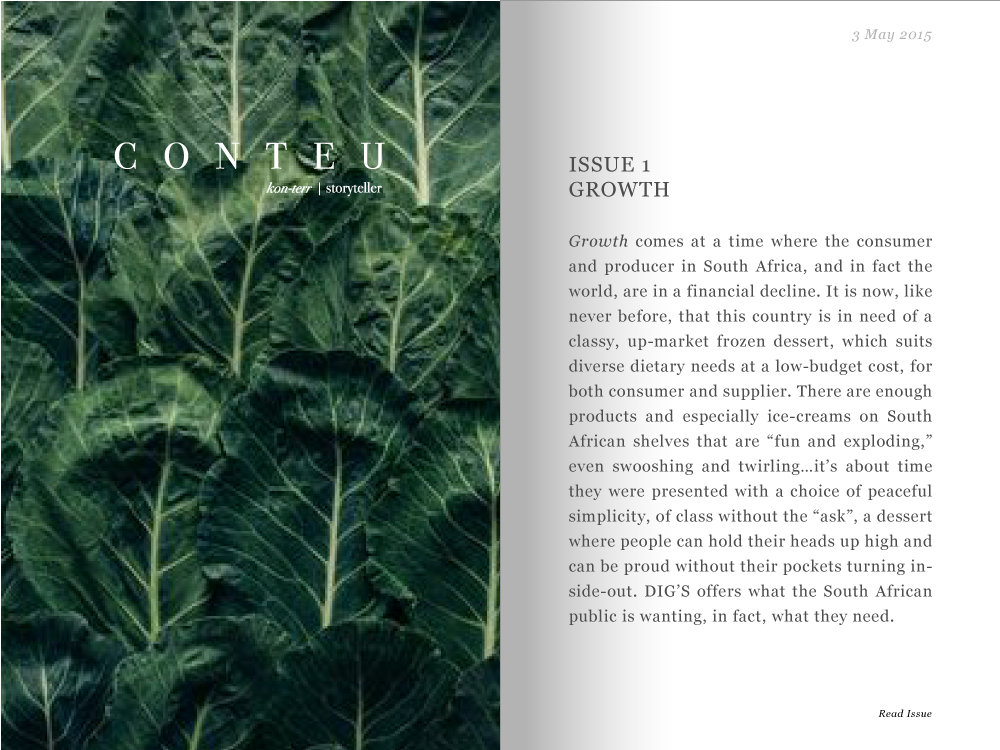 C O N T E U
kon-terr | storyteller
3 May 2015
ISSUE 1
GROWTH
Growth comes at a time where the consumer
and producer in South Africa, and in fact the
world, are in a financial decline. It is now, like
never before, that this country is in need of a
classy, up-market frozen dessert, which suits
diverse dietary needs at a low-budget cost, for
both consumer and supplier. There are enough
products and especially ice-creams on South
African shelves that are “fun and exploding,”
even swooshing and twirling...it’s about time
they were presented with a choice of peaceful
simplicity, of class without the “ask”, a dessert
where people can hold their heads up high and
can be proud without their pockets turning in-
side-out. DIG’S offers what the South African
public is wanting, in fact, what they need.
Read Issue